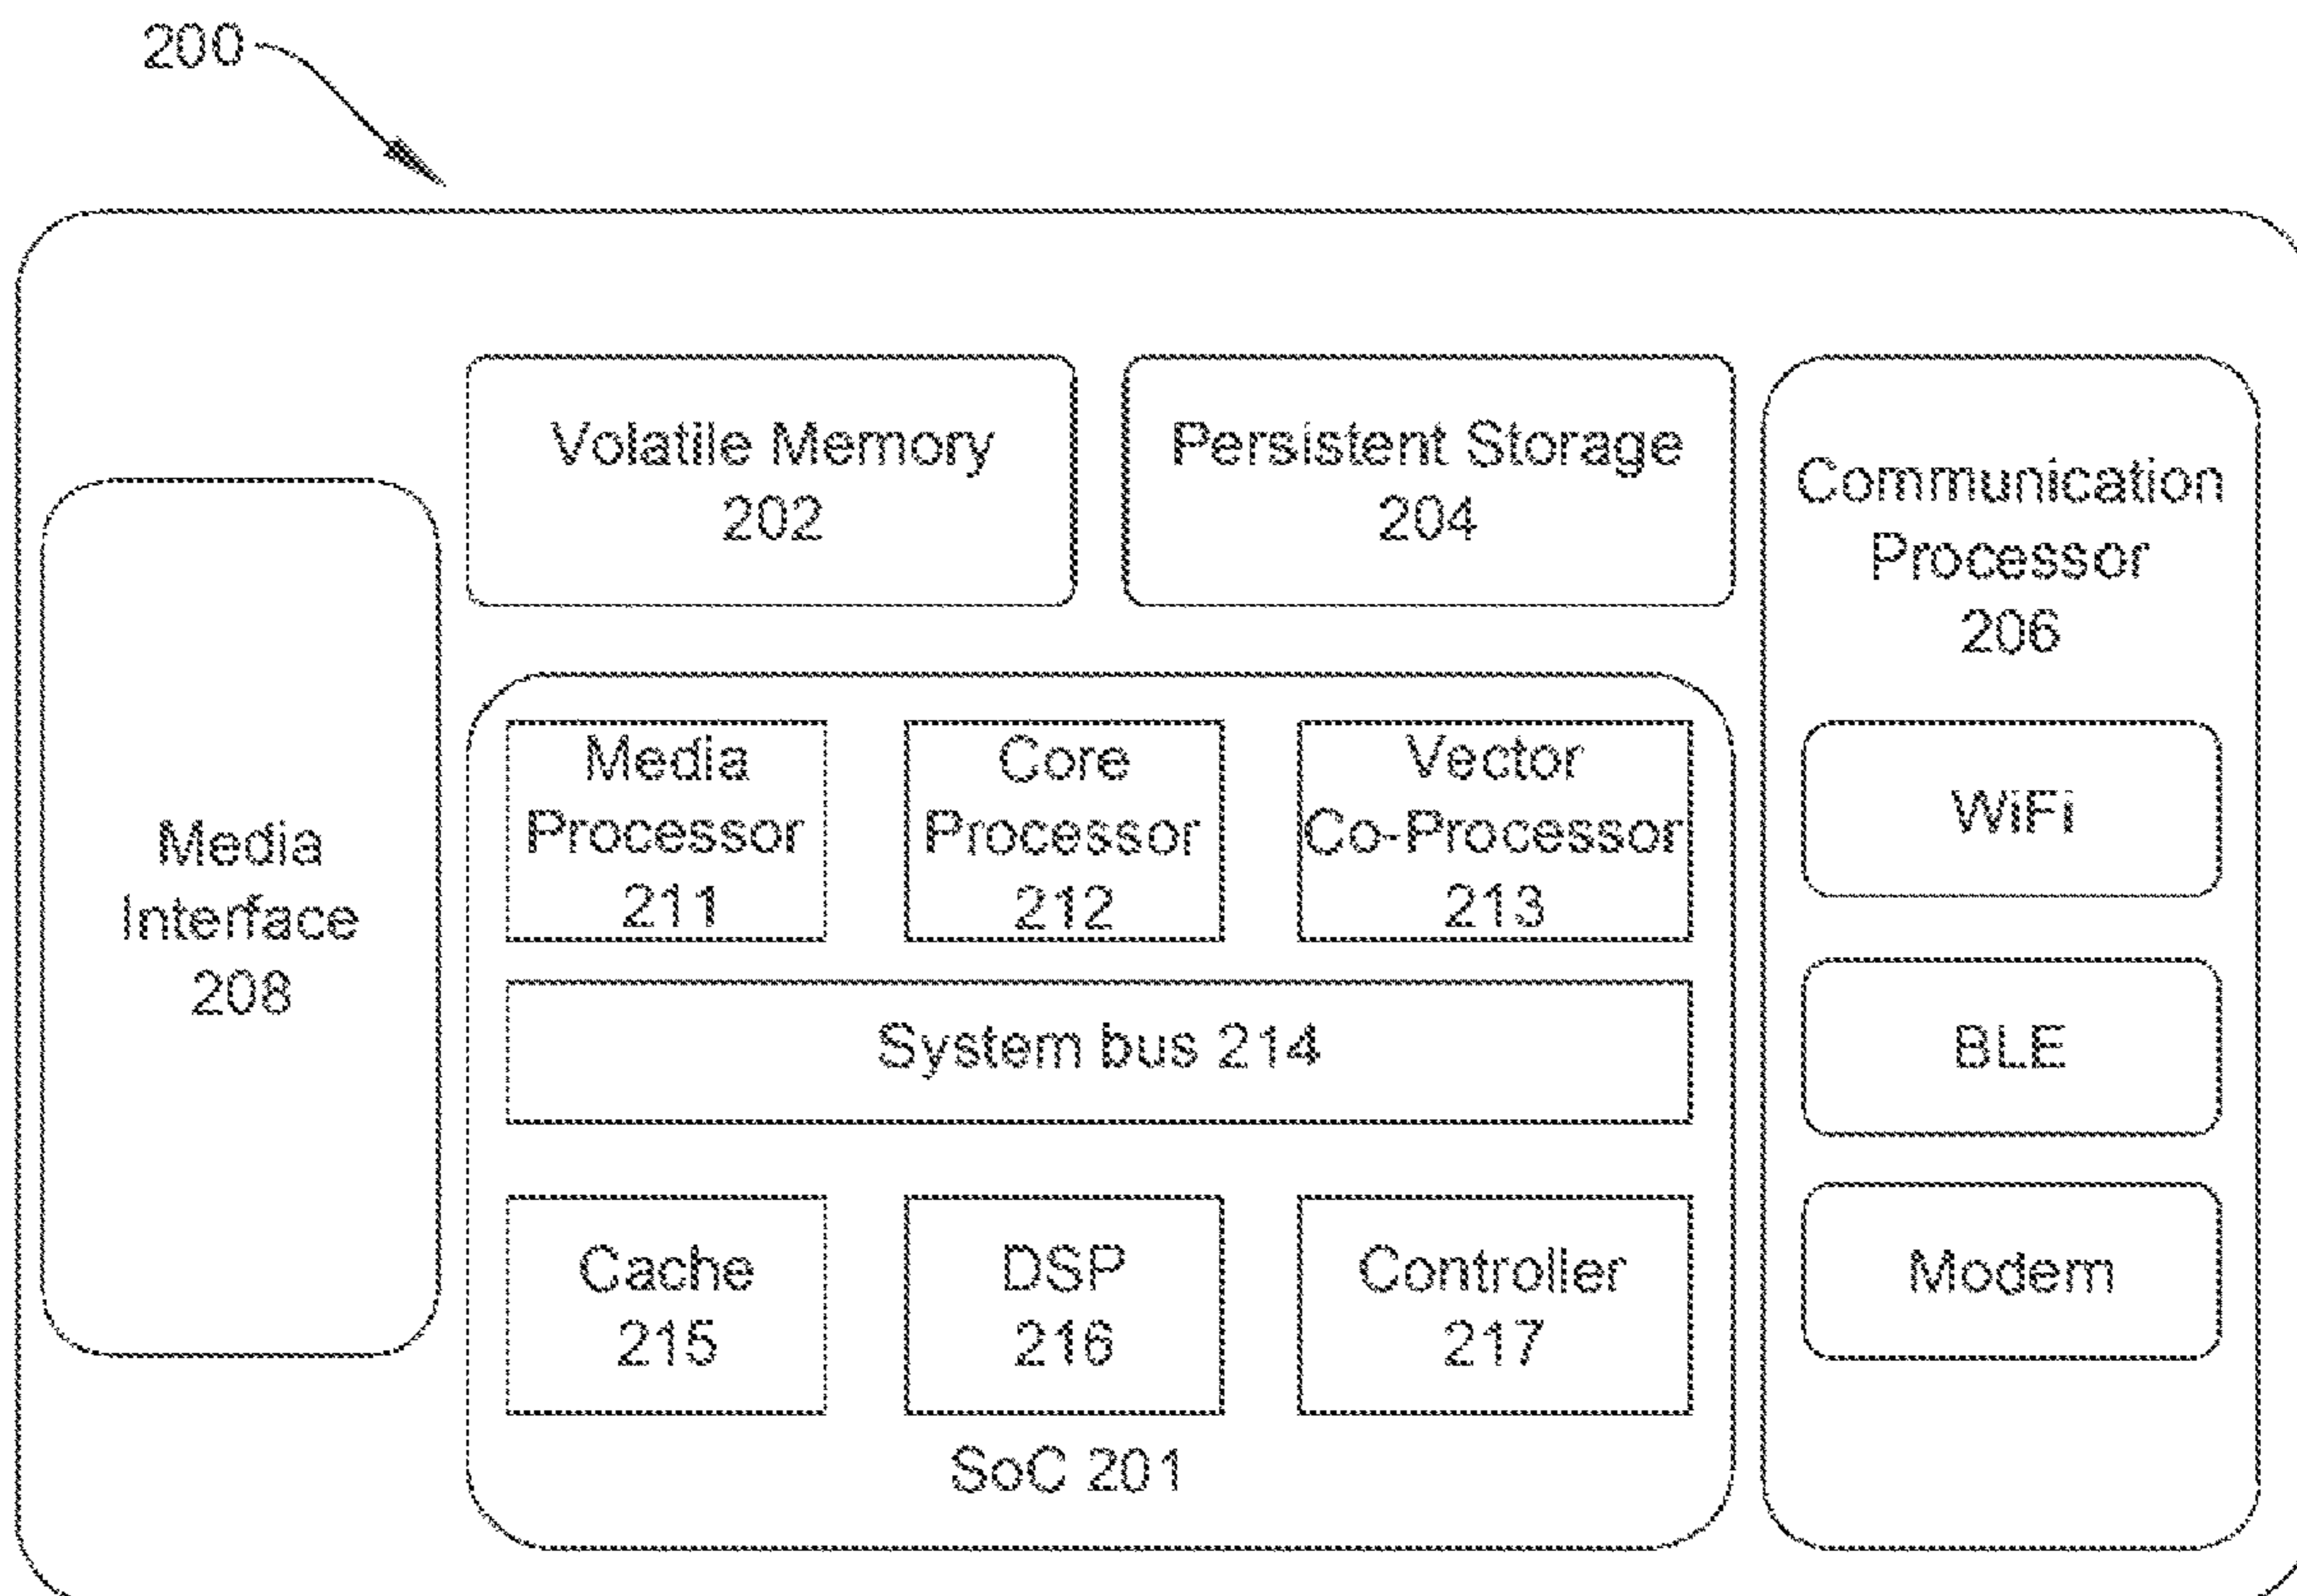 200
Volatile Memory
202
Persistent Storage
204
Communication
Processor
206
WiFi
BLE
Modem
Media
Interface
208
Media
Processor
211
Core
Processor
212
Vector
Co-Processor
213
System bus 214
Cache
215
DSP
216
Controller
217
SoC 201